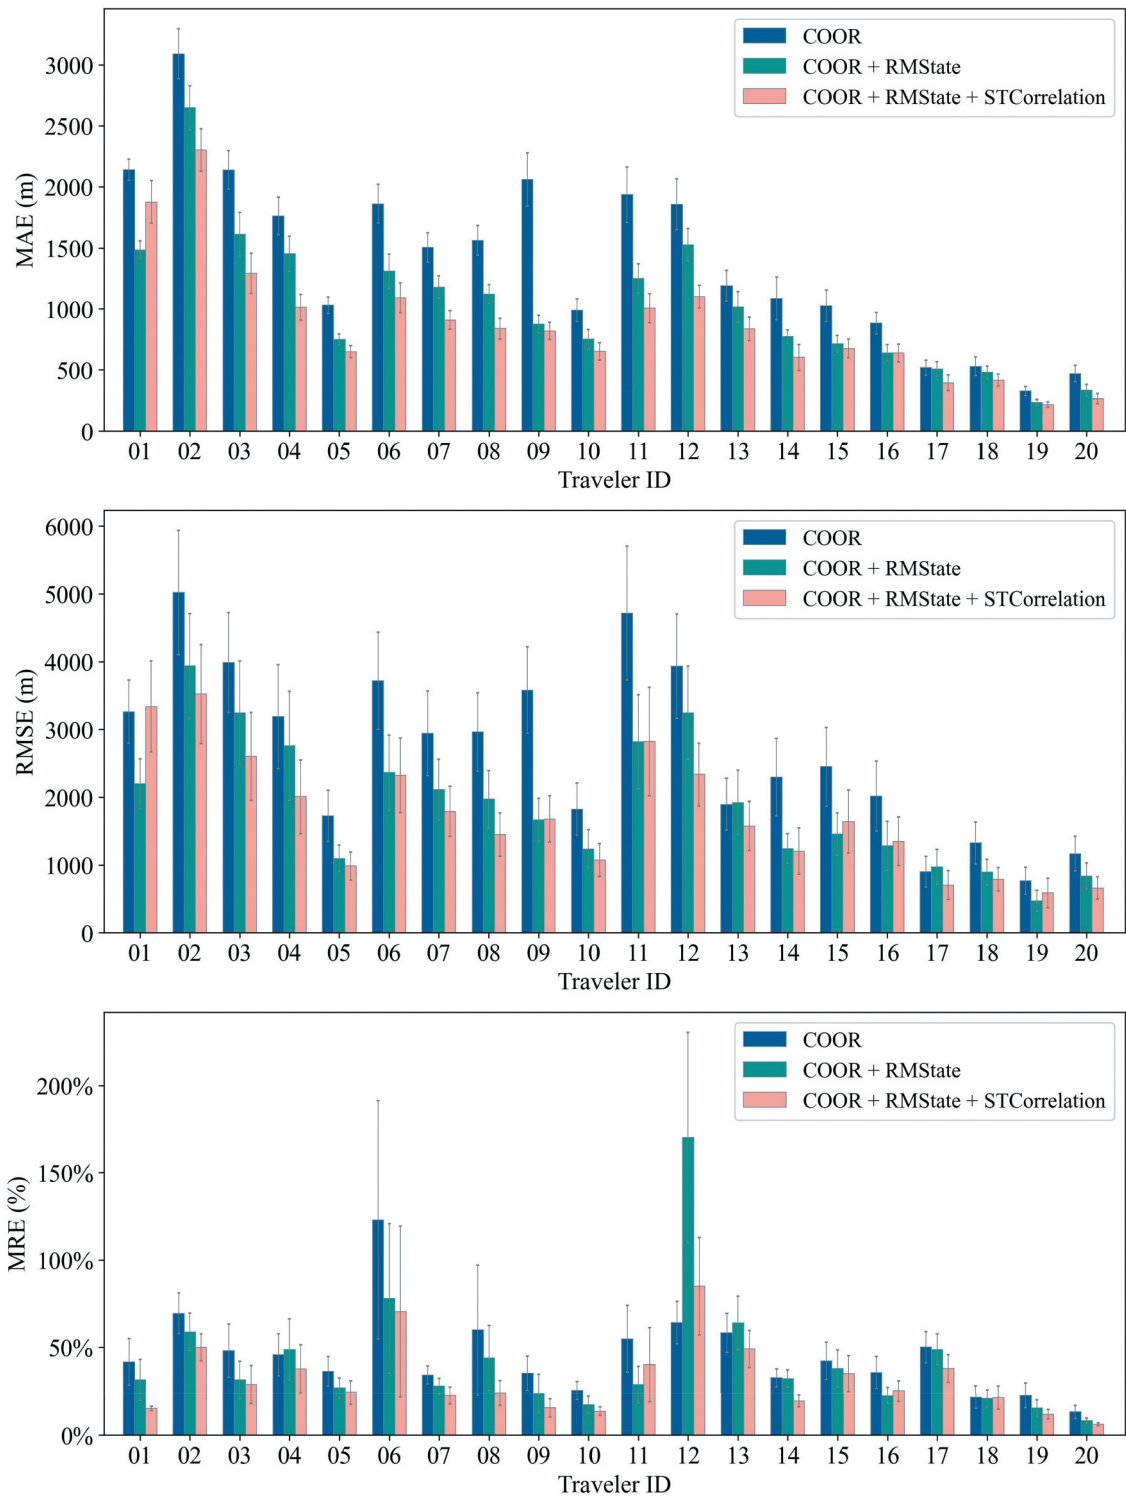 COOR
COOR + RMState
COOR + RMState + STCorrelation
MAE (m)
3000
2500
2000
1500
1000
500
0
01 02 03 04 05 06 07 08 09 10 11 12 13 14 15 16 17 18 19 20
Traveler ID
COOR
COOR + RMState
COOR + RMState + STCorrelation
RMSE (m)
6000
5000
4000
3000
2000
1000
0
01 02 03 04 05 06 07 08 09 10 11 12 13 14 15 16 17 18 19 20
Traveler ID
COOR
COOR + RMState
COOR + RMState + STCorrelation
MRE (%)
200%
150%
100%
50%
0%
01 02 03 04 05 06 07 08 09 10 11 12 13 14 15 16 17 18 19 20
Traveler ID